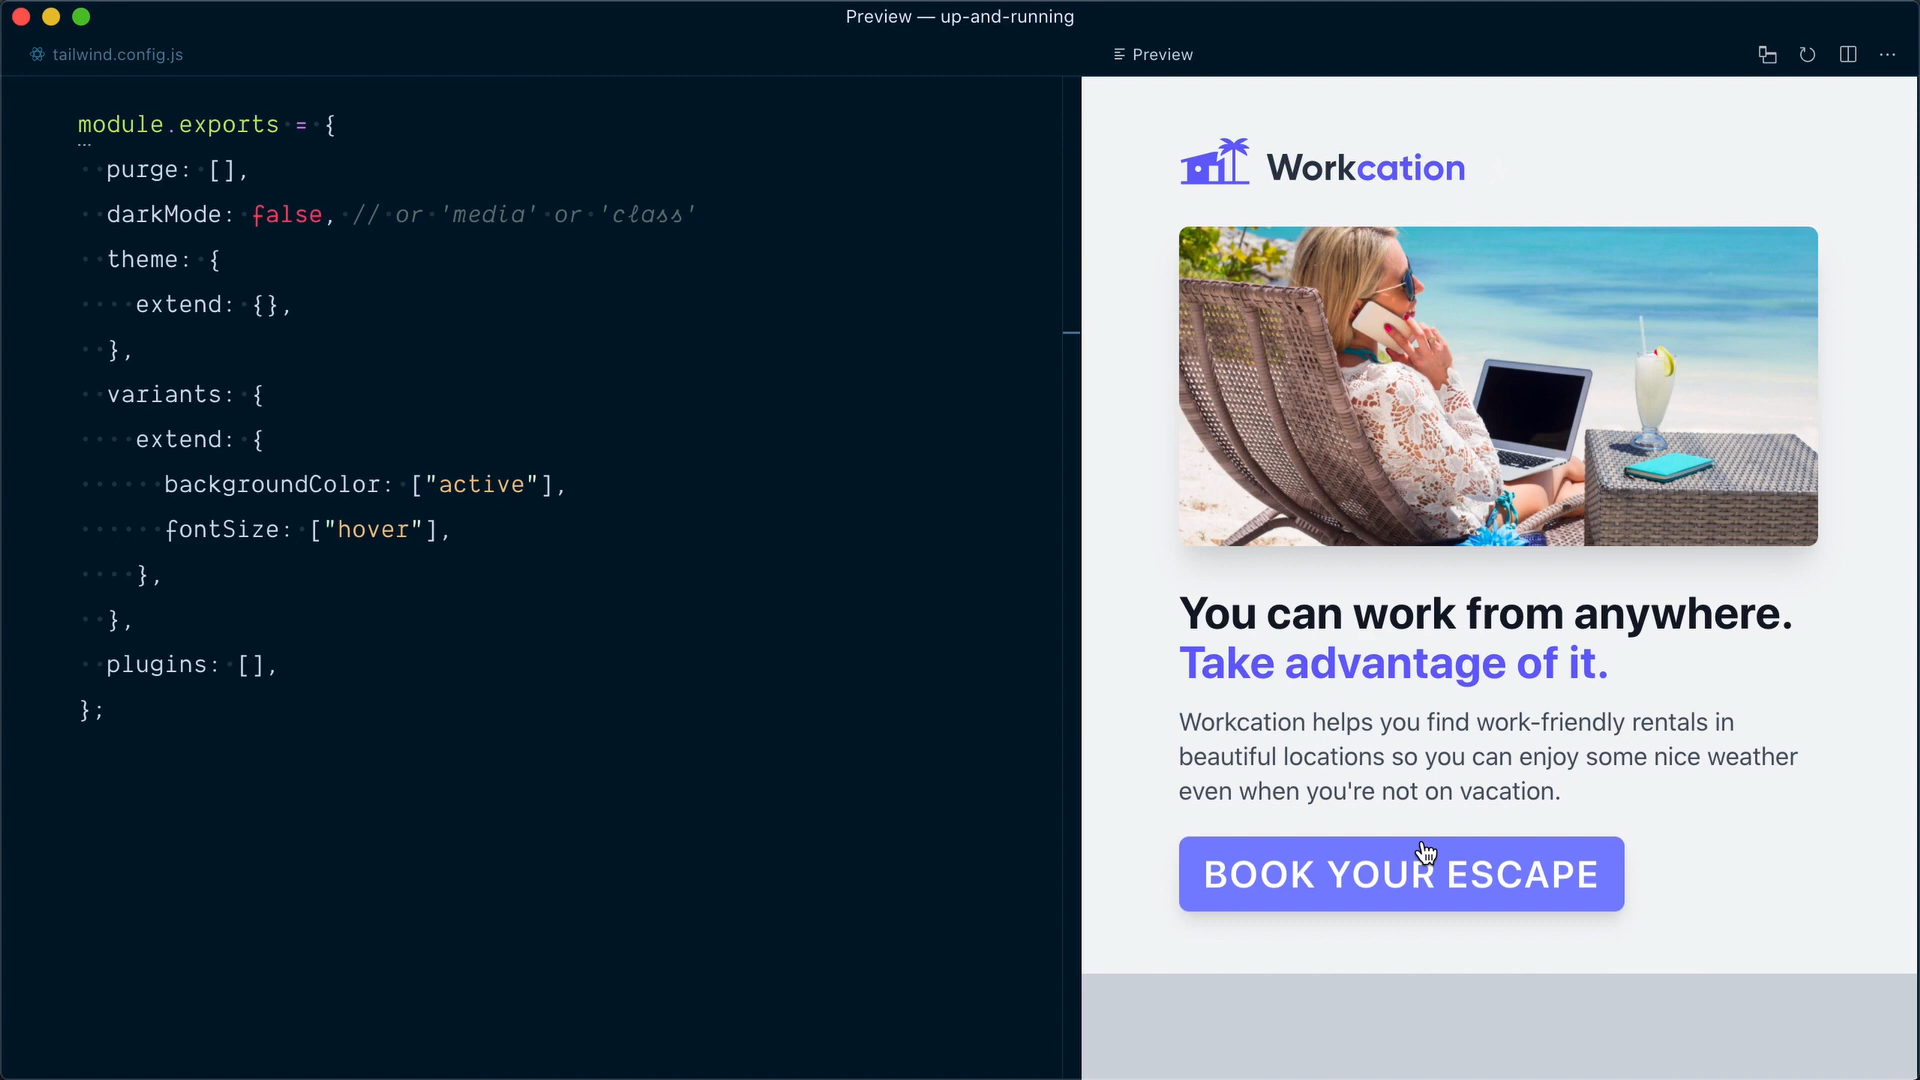 Preview — up-and-running
tailwind.config.js
Preview
module.exports = {
purge: [],
darkMode: false, // or 'media' or 'class'
theme: {
extend: {},
},
variants: {
extend: {
backgroundColor: ["active"],
fontSize: ["hover"],
},
},
plugins: [],
};
Workcation
You can work from anywhere.
Take advantage of it.
Workcation helps you find work-friendly rentals in
beautiful locations so you can enjoy some nice weather
even when you're not on vacation.
BOOK YOUR ESCAPE